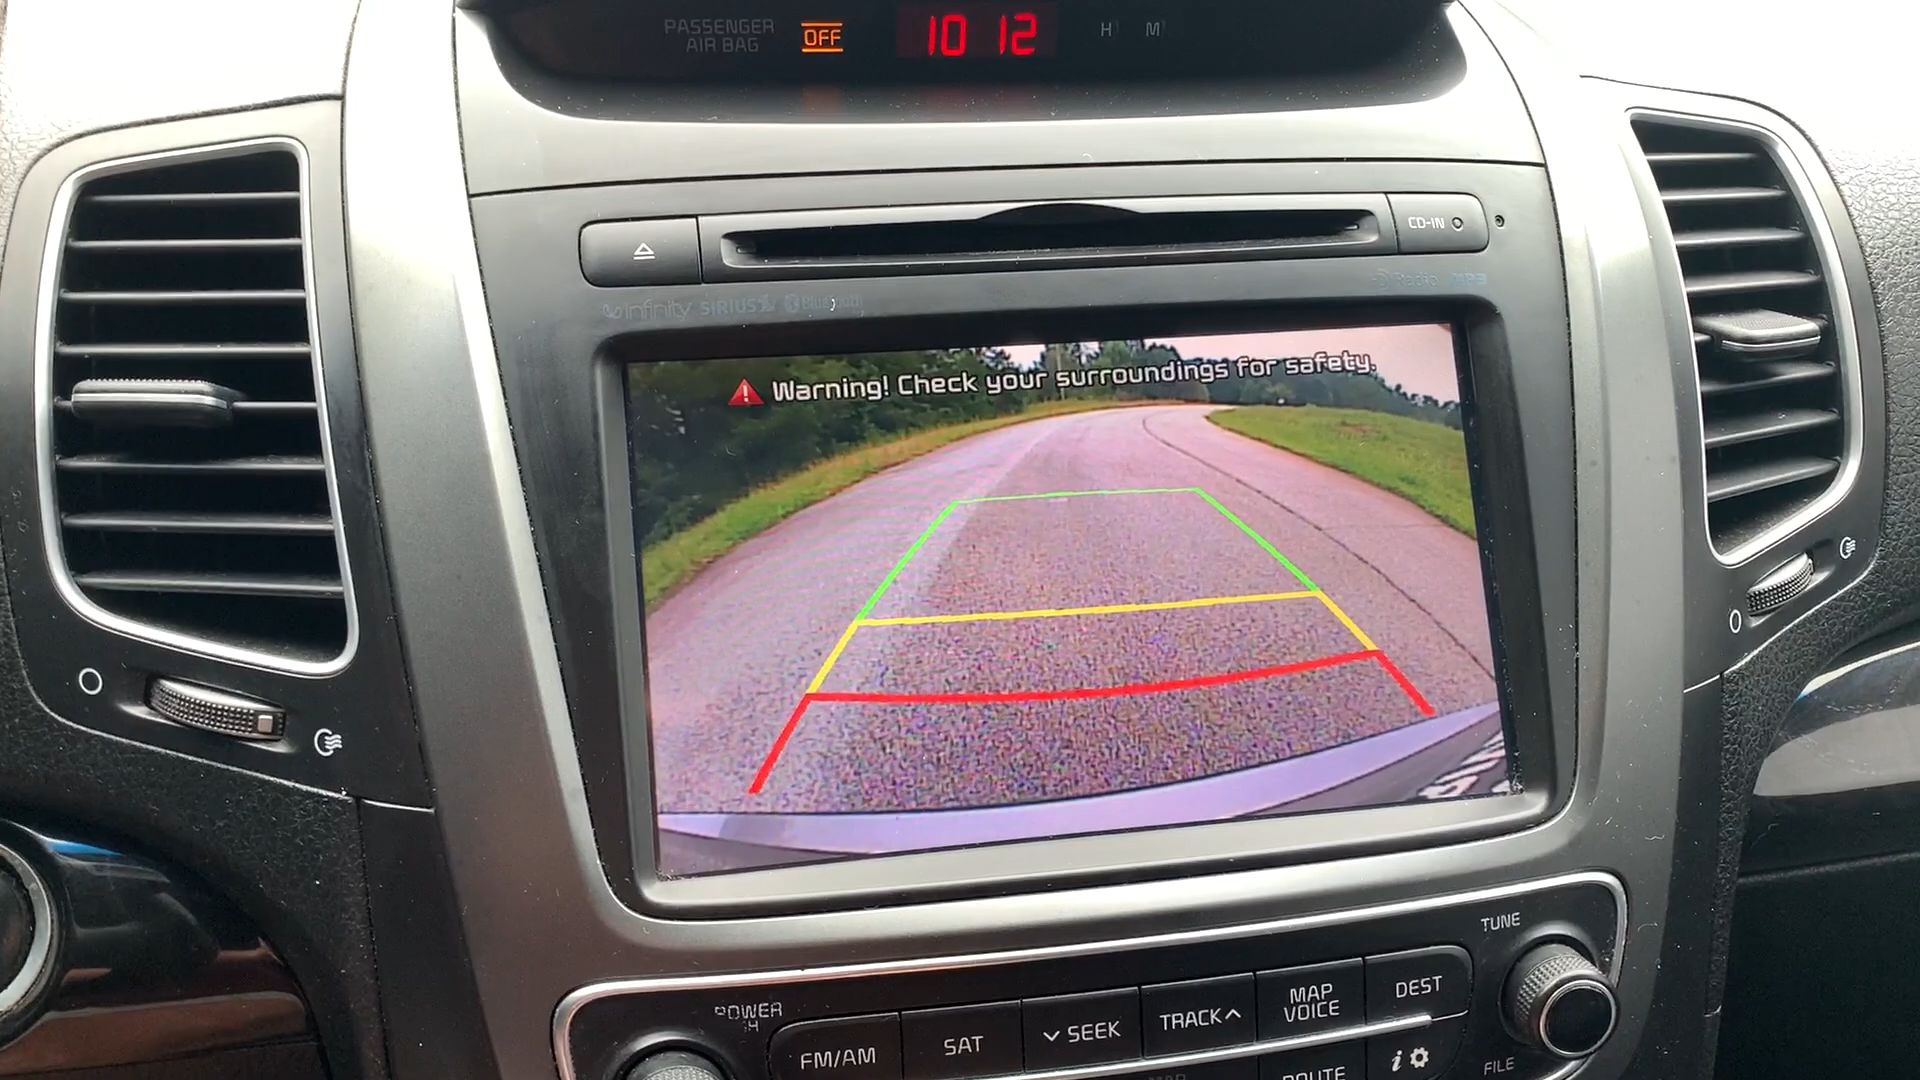 PASSENGER
AIR BAG
OFF
10 12
H M
CD-IN
infinity SIRIUS Bluetooth
Radio MP3
Warning! Check your surroundings for safety.
TUNE
POWER
FM/AM
SAT
SEEK
TRACK
MAP
VOICE
DEST
ROUTE
FILE